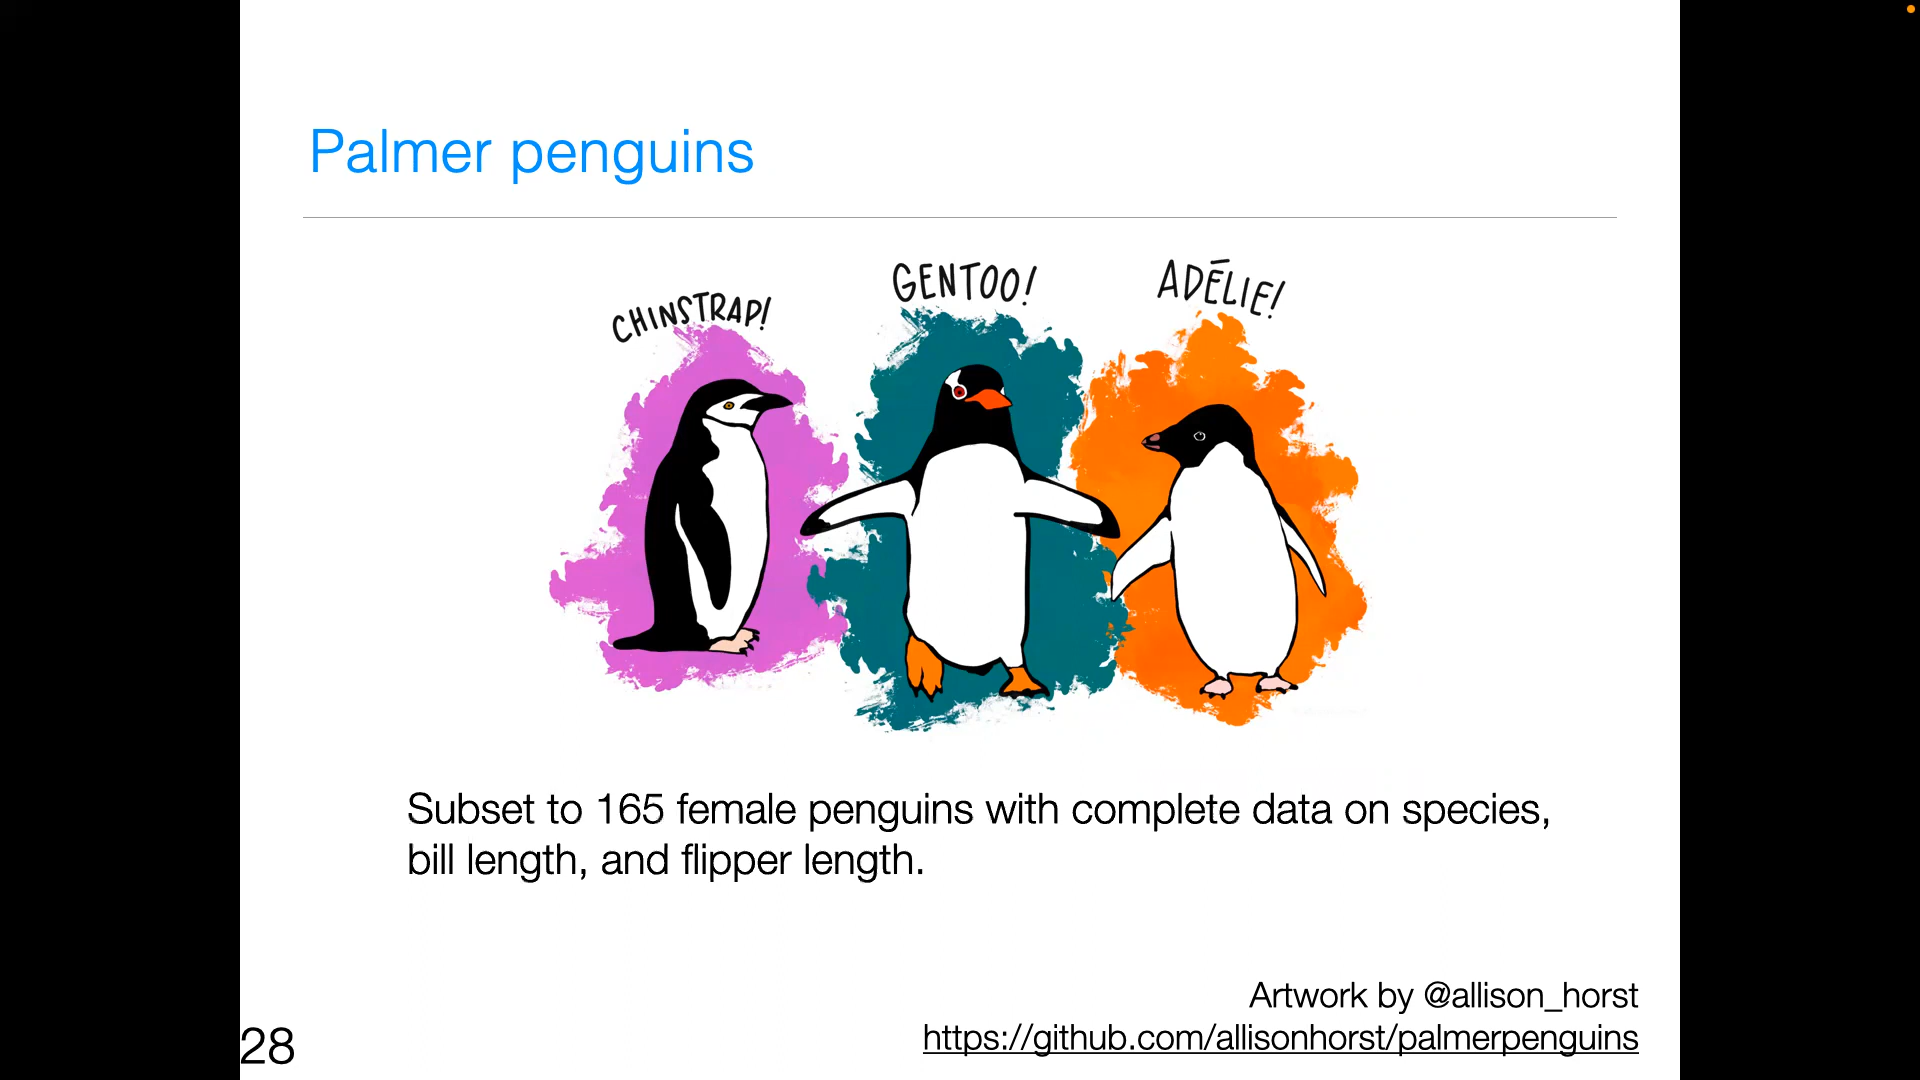 Palmer penguins
CHINSTRAP!
GENTOO!
ADĒLIE!
Subset to 165 female penguins with complete data on species,
bill length, and flipper length.
Artwork by @allison_horst
https://github.com/allisonhorst/palmerpenguins
28